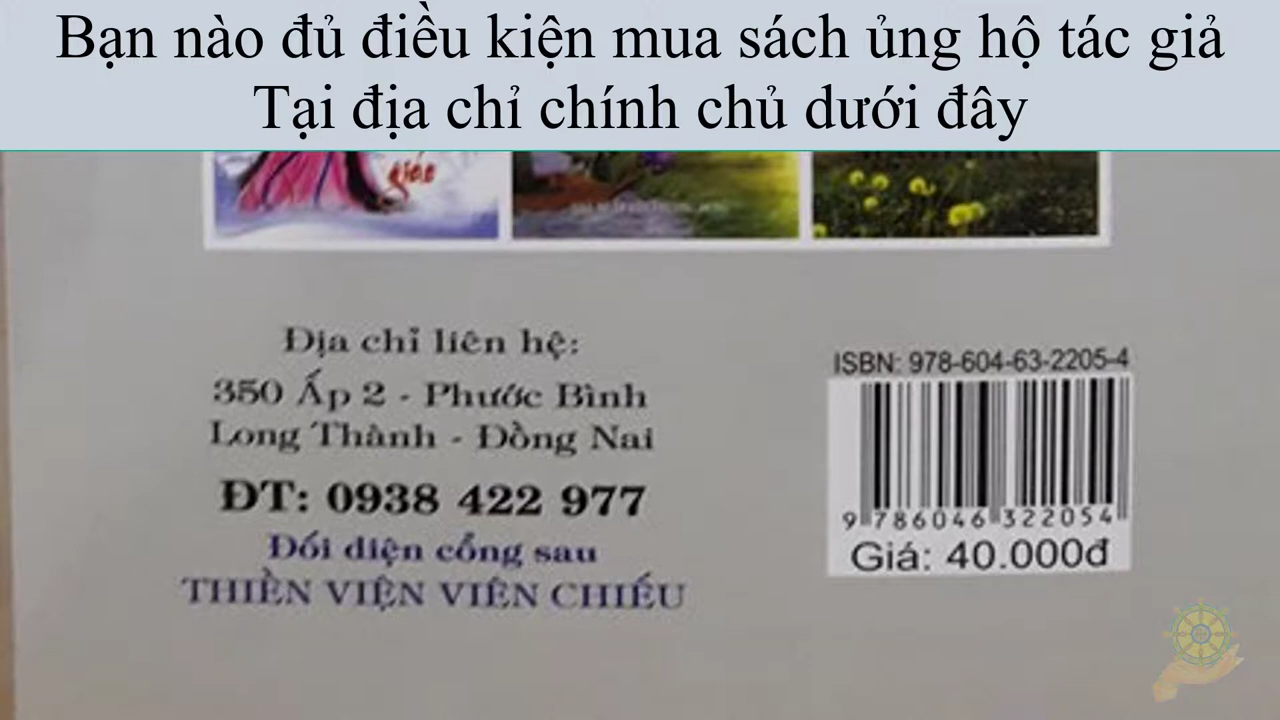 Bạn nào đủ điều kiện mua sách ủng hộ tác giả
Tại địa chỉ chính chủ dưới đây
giác
Địa chỉ liên hệ:
350 Ấp 2 - Phước Bình
Long Thành - Đồng Nai
ĐT: 0938 422 977
Đối diện cổng sau
THIỀN VIỆN VIÊN CHIẾU
ISBN: 978-604-63-2205-4
9 786046 322054
Giá: 40.000đ